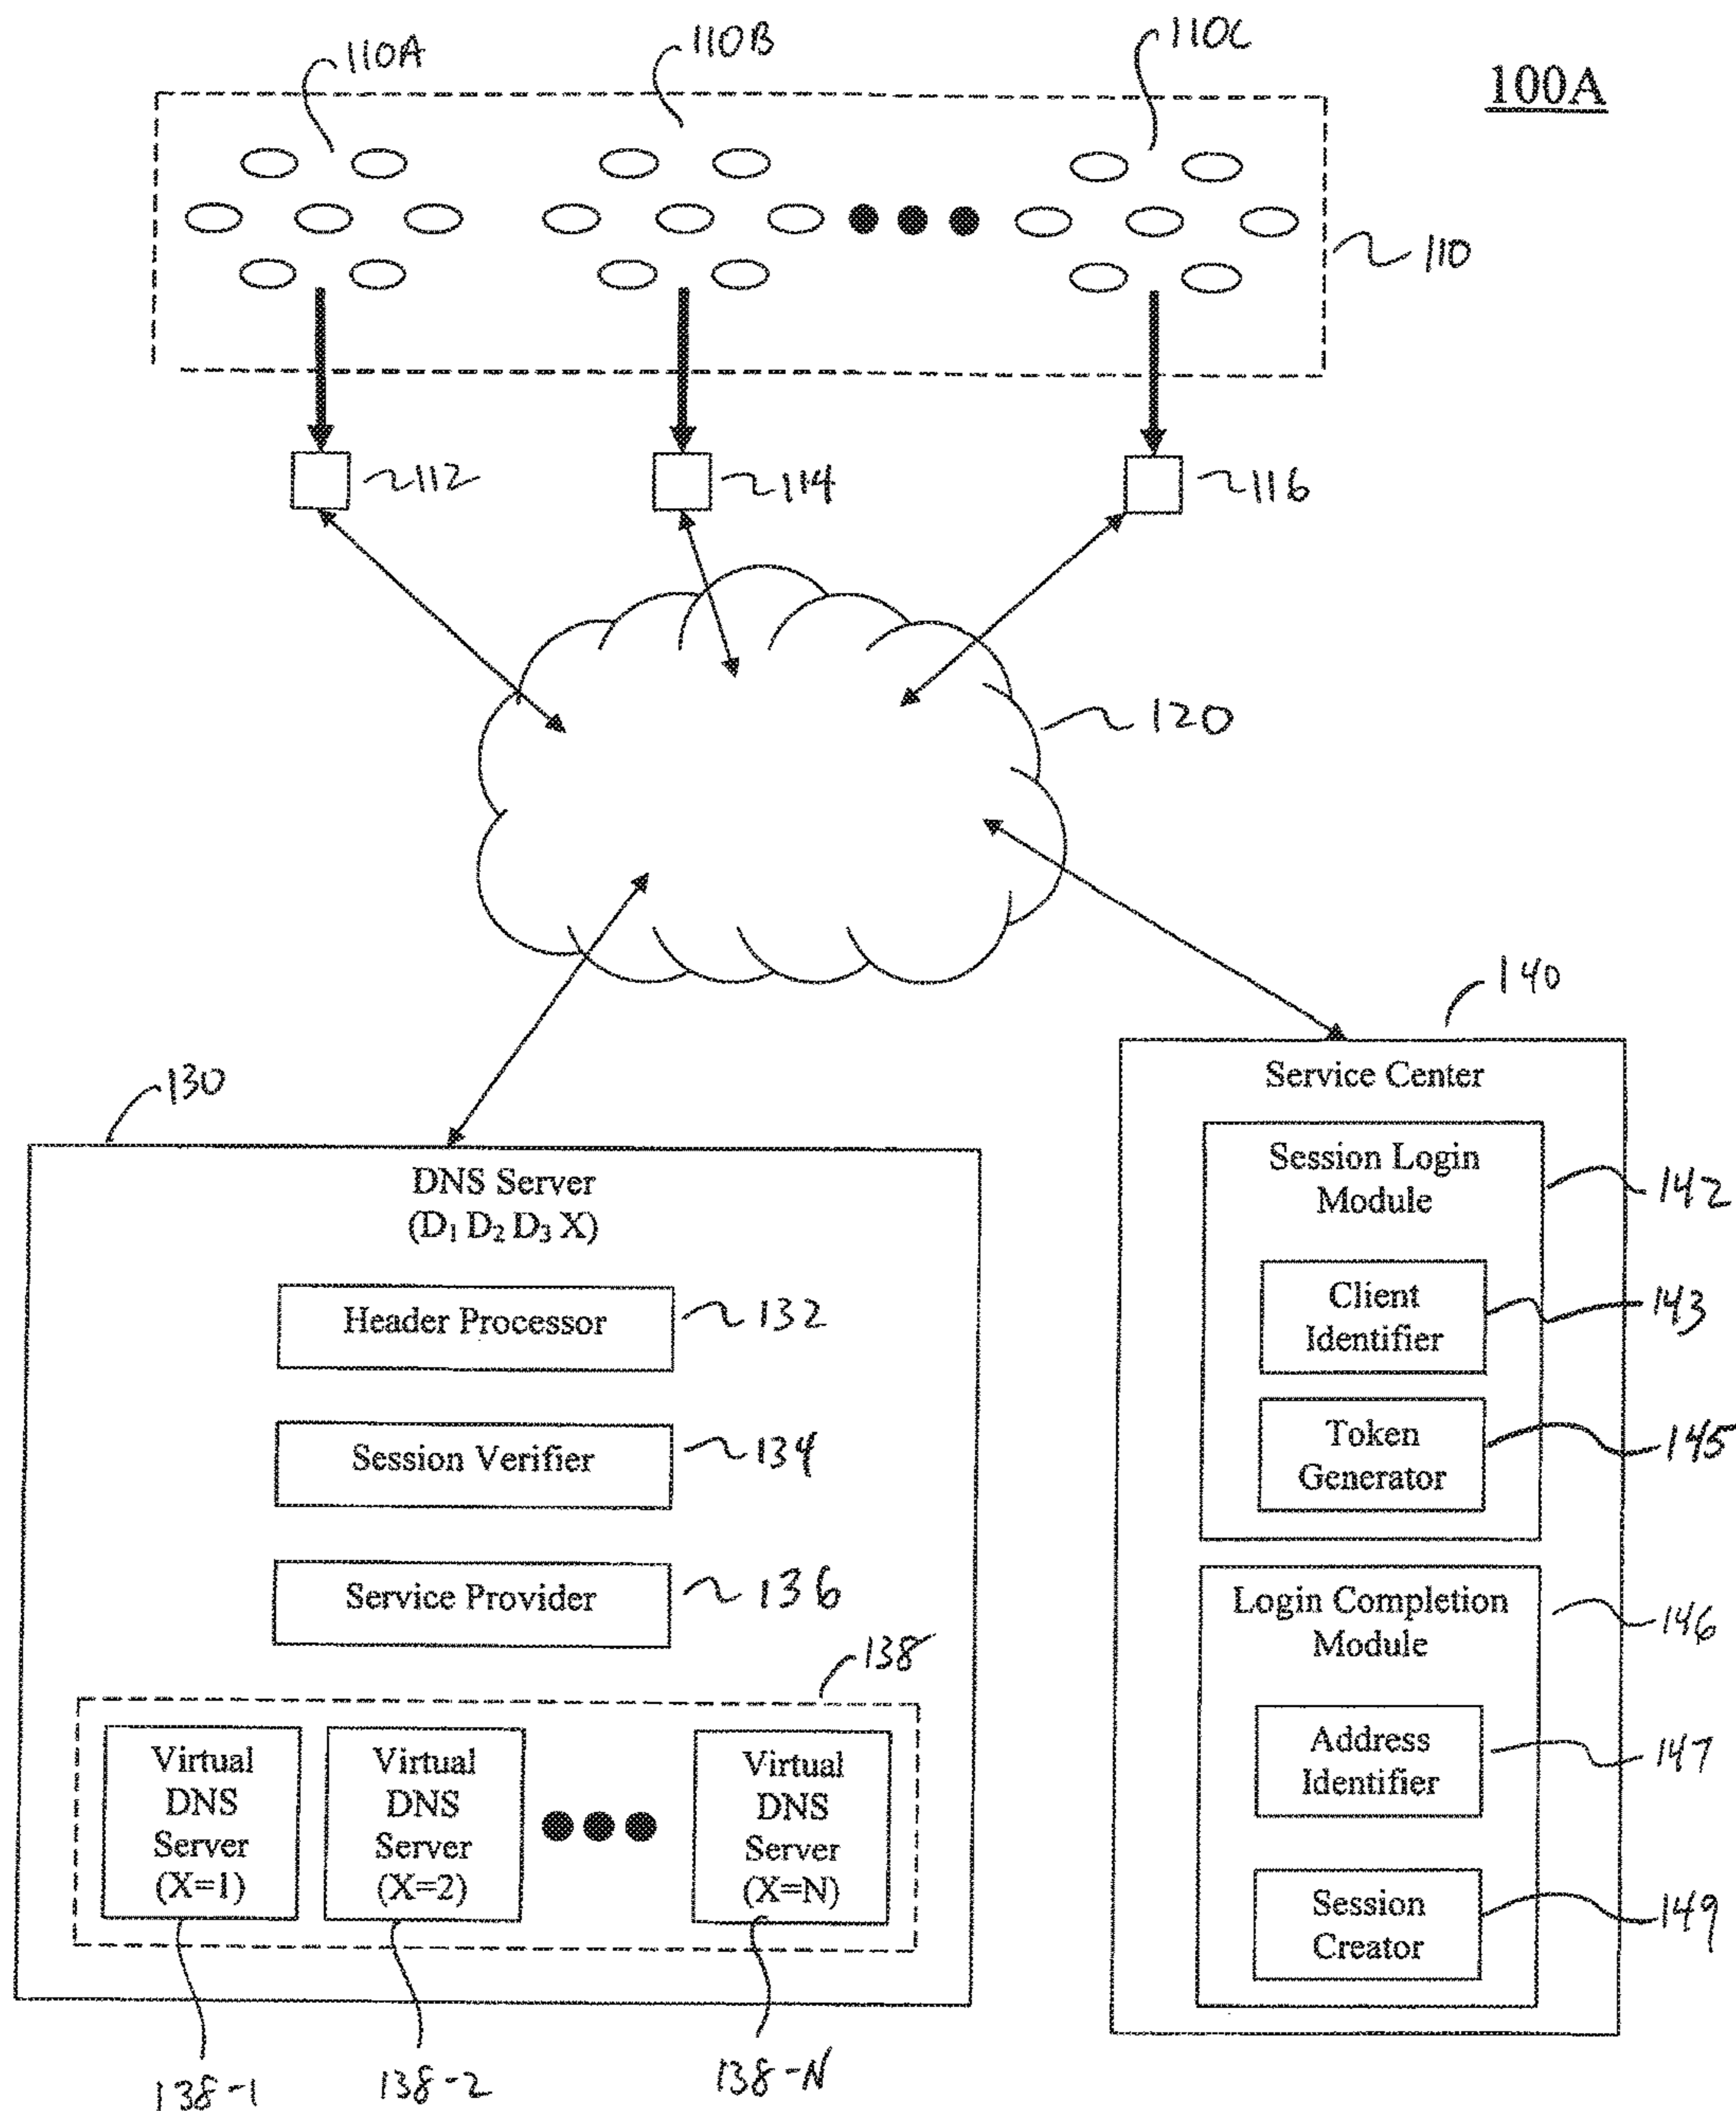 110A
110B
110C
100A
110
112
114
116
120
140
Service Center
130
DNS Server
(D₁ D₂ D₃ X)
Session Login
Module
142
Client
Identifier
143
Header Processor
132
Token
Generator
145
Session Verifier
134
Service Provider
136
Login Completion
Module
146
138
Address
Identifier
147
Virtual
DNS
Server
(X=1)
Virtual
DNS
Server
(X=2)
Virtual
DNS
Server
(X=N)
Session
Creator
149
138-1
138-2
138-N